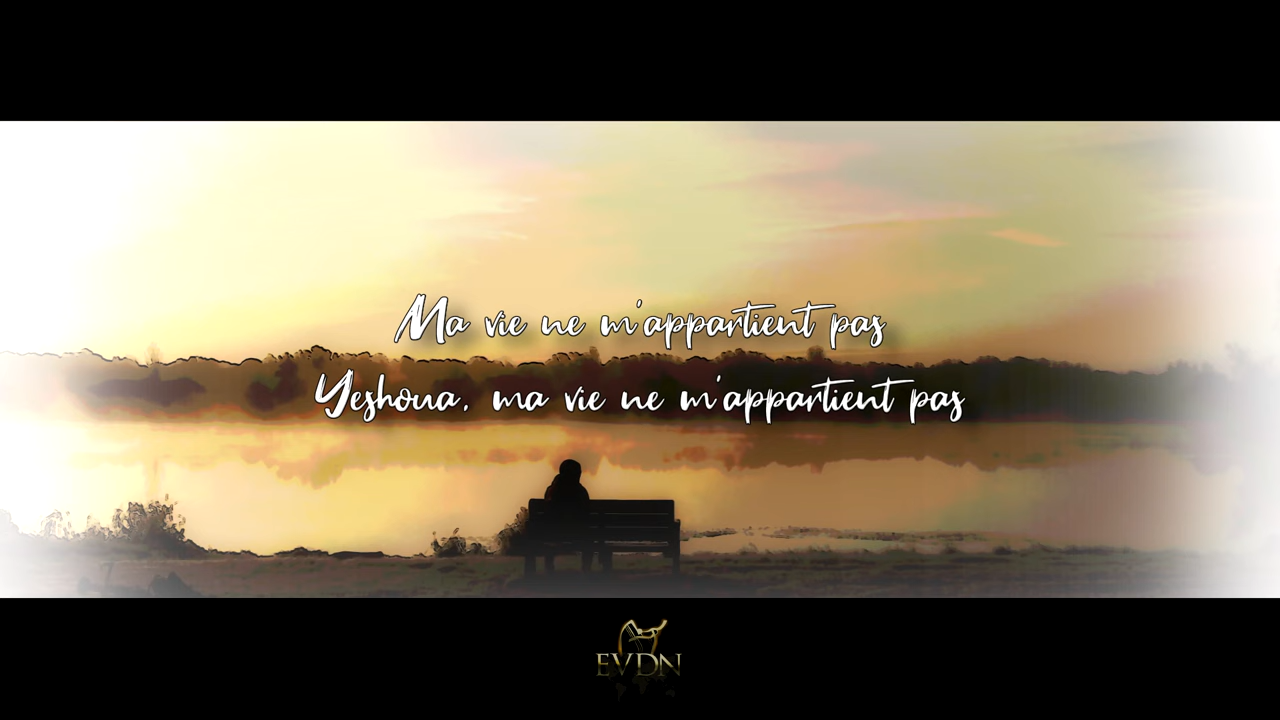 Ma vie ne m'appartient pas
Yeshoua, ma vie ne m'appartient pas
EVDN